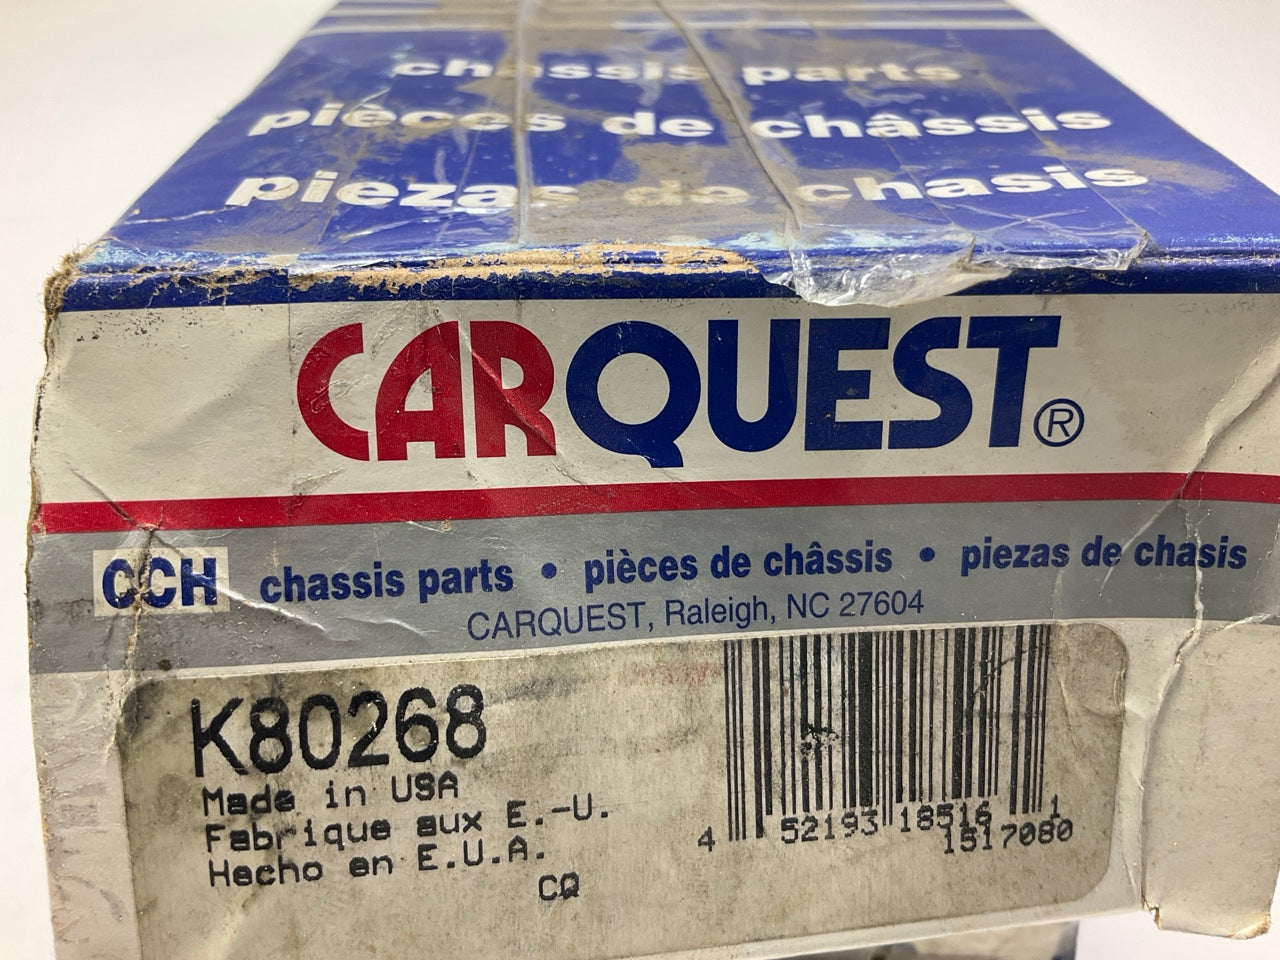 chassis parts
pièces de châssis
piezas de chasis
CARQUEST®
CCH chassis parts • pièces de châssis • piezas de chasis
CARQUEST, Raleigh, NC 27604
K80268
Made in USA
Fabrique aux E.-U.
Hecho en E.U.A.
CQ
4 52193 18516 1
1517080